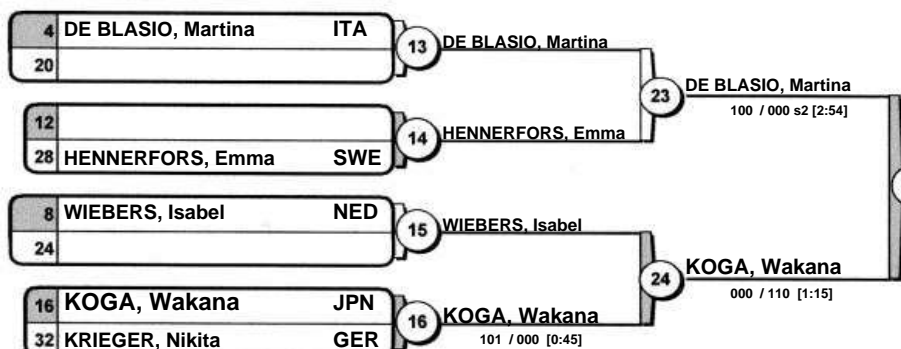 4 DE BLASIO, Martina ITA
20
13 DE BLASIO, Martina
12
28 HENNERFORS, Emma SWE
14 HENNERFORS, Emma
23 DE BLASIO, Martina
100 / 000 s2 [2:54]
8 WIEBERS, Isabel NED
24
15 WIEBERS, Isabel
16 KOGA, Wakana JPN
32 KRIEGER, Nikita GER
16 KOGA, Wakana
101 / 000 [0:45]
24 KOGA, Wakana
000 / 110 [1:15]